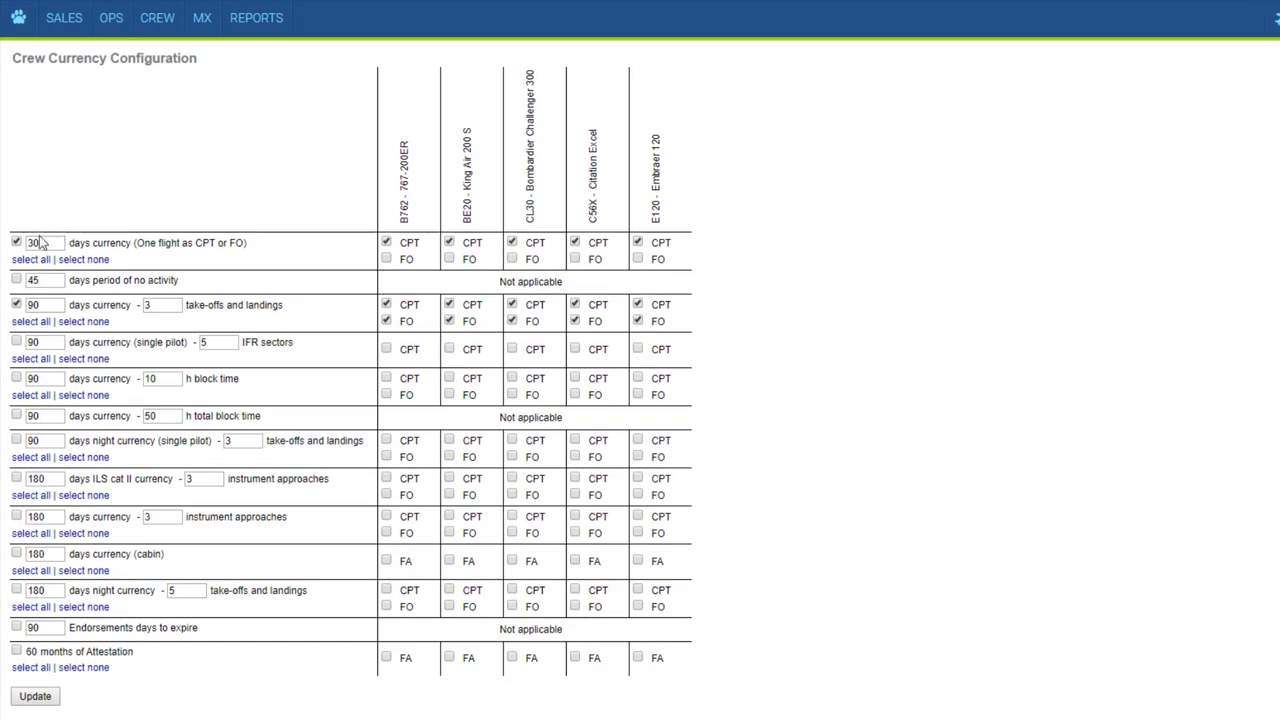 SALES OPS CREW MX REPORTS
Crew Currency Configuration
B762 - 767-200ER
BE20 - King Air 200 S
CL30 - Bombardier Challenger 300
C56X - Citation Excel
E120 - Embraer 120
30 days currency (One flight as CPT or FO) CPT CPT CPT CPT CPT
select all | select none FO FO FO FO FO
45 days period of no activity Not applicable
90 days currency - 3 take-offs and landings CPT CPT CPT CPT CPT
select all | select none FO FO FO FO FO
90 days currency (single pilot) - 5 IFR sectors CPT CPT CPT CPT CPT
select all | select none
90 days currency - 10 h block time CPT CPT CPT CPT CPT
select all | select none FO FO FO FO FO
90 days currency - 50 h total block time Not applicable
90 days night currency (single pilot) - 3 take-offs and landings CPT CPT CPT CPT CPT
select all | select none FO FO FO FO FO
180 days ILS cat II currency - 3 instrument approaches CPT CPT CPT CPT CPT
select all | select none FO FO FO FO FO
180 days currency - 3 instrument approaches CPT CPT CPT CPT CPT
select all | select none FO FO FO FO FO
180 days currency (cabin) FA FA FA FA FA
select all | select none
180 days night currency - 5 take-offs and landings CPT CPT CPT CPT CPT
select all | select none FO FO FO FO FO
90 Endorsements days to expire Not applicable
60 months of Attestation FA FA FA FA FA
select all | select none
Update